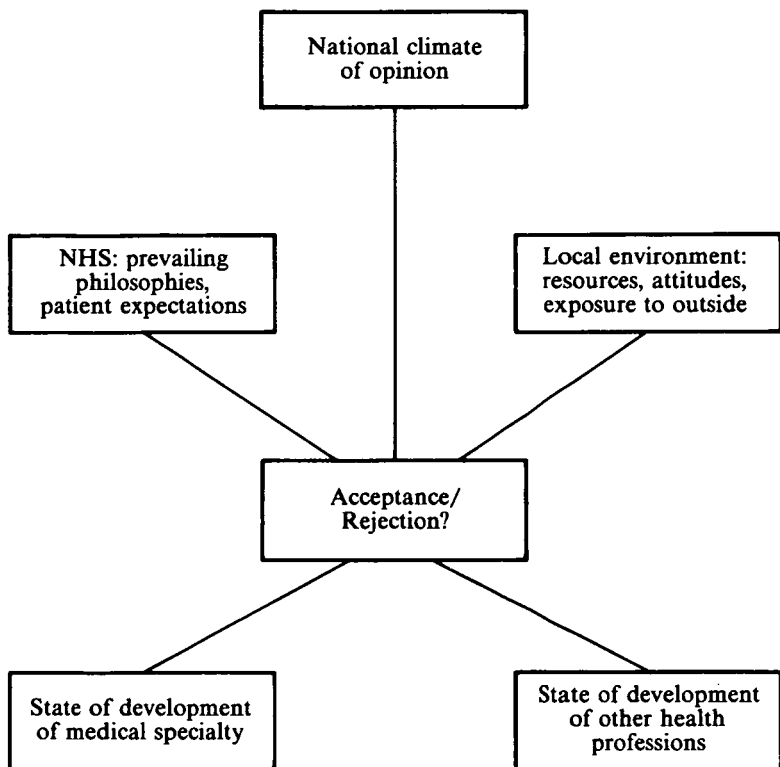 National climate
of opinion
NHS: prevailing
philosophies,
patient expectations
Local environment:
resources, attitudes,
exposure to outside
Acceptance/
Rejection?
State of development
of medical specialty
State of development
of other health
professions